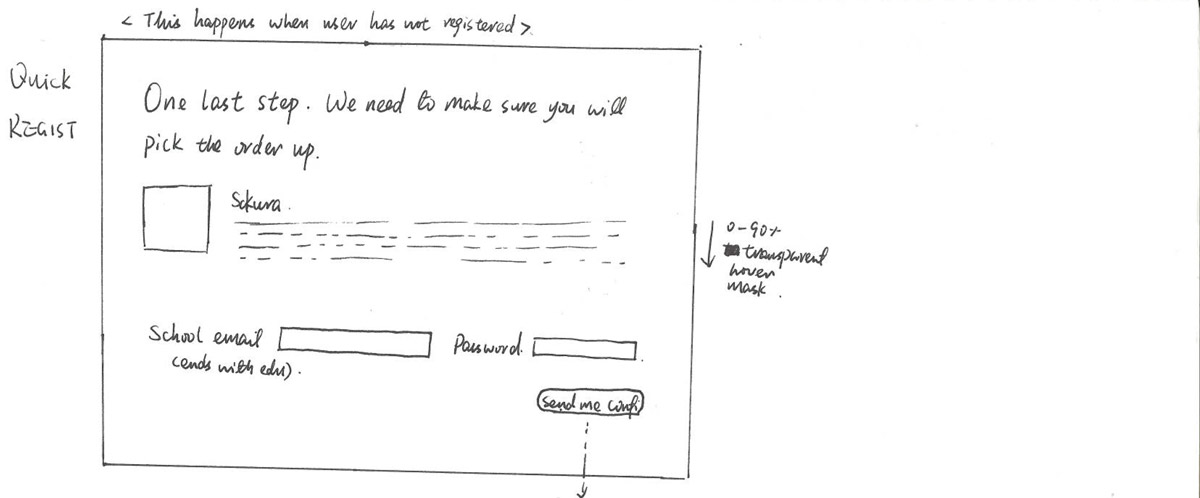 < This happens when user has not registered >
Quick
REGIST
One last step. We need to make sure you will
pick the order up.
Sakura.
School email
(ends with edu).
Password.
Send me confi
0-90%
transparent
hover
mask.